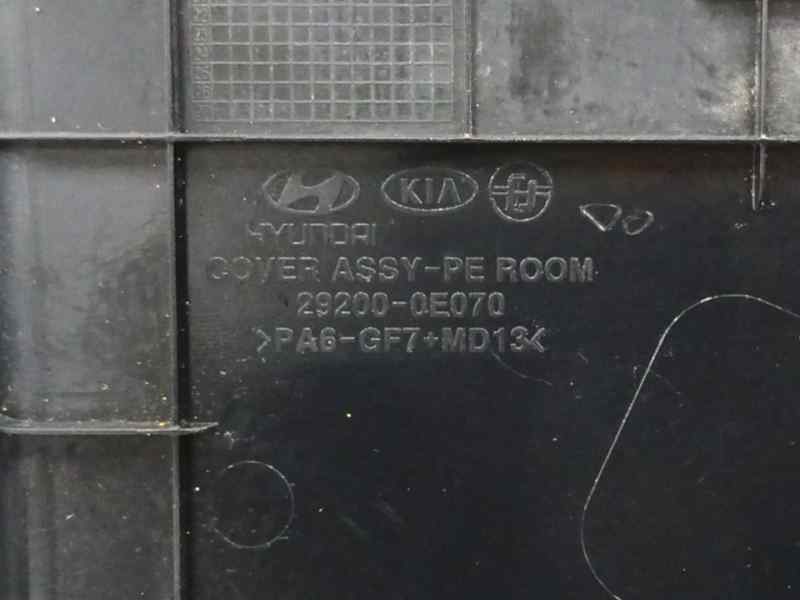 KIA
HYUNDAI
COVER ASSY-PE ROOM
29200-0E070
>PA6-GF7+MD13<